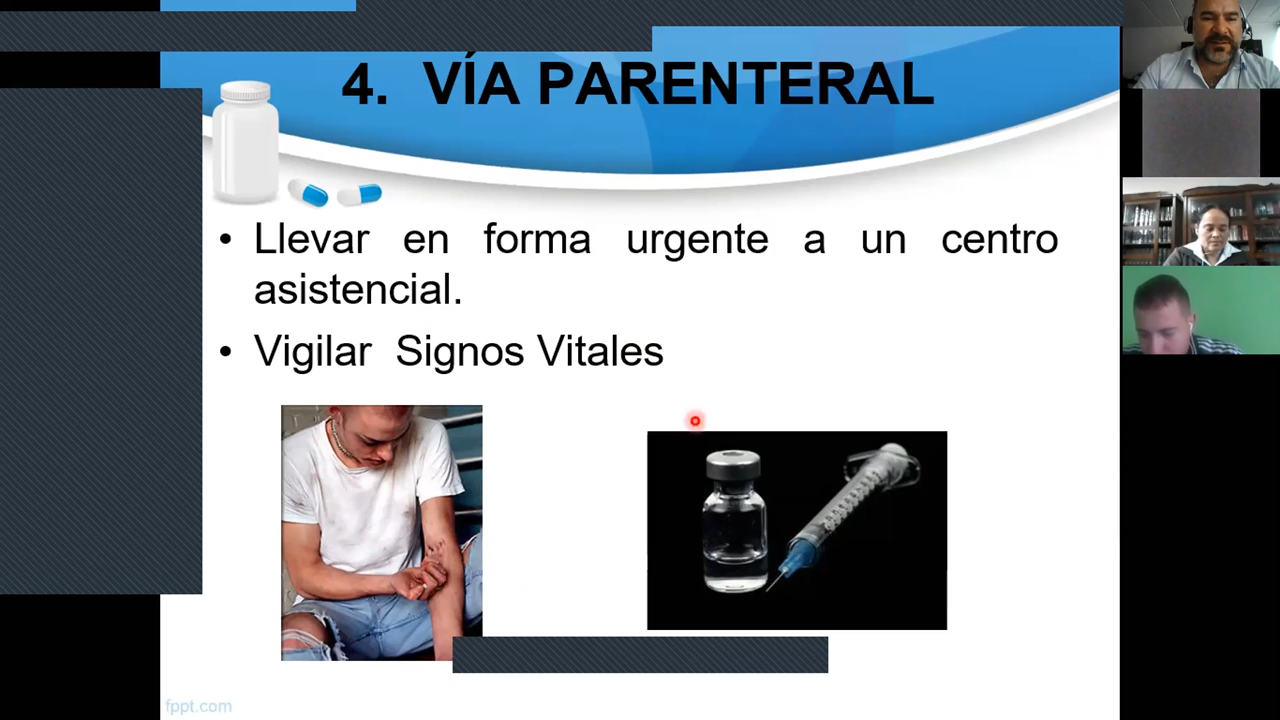 4. VÍA PARENTERAL
• Llevar en forma urgente a un centro
asistencial.
• Vigilar Signos Vitales
fppt.com